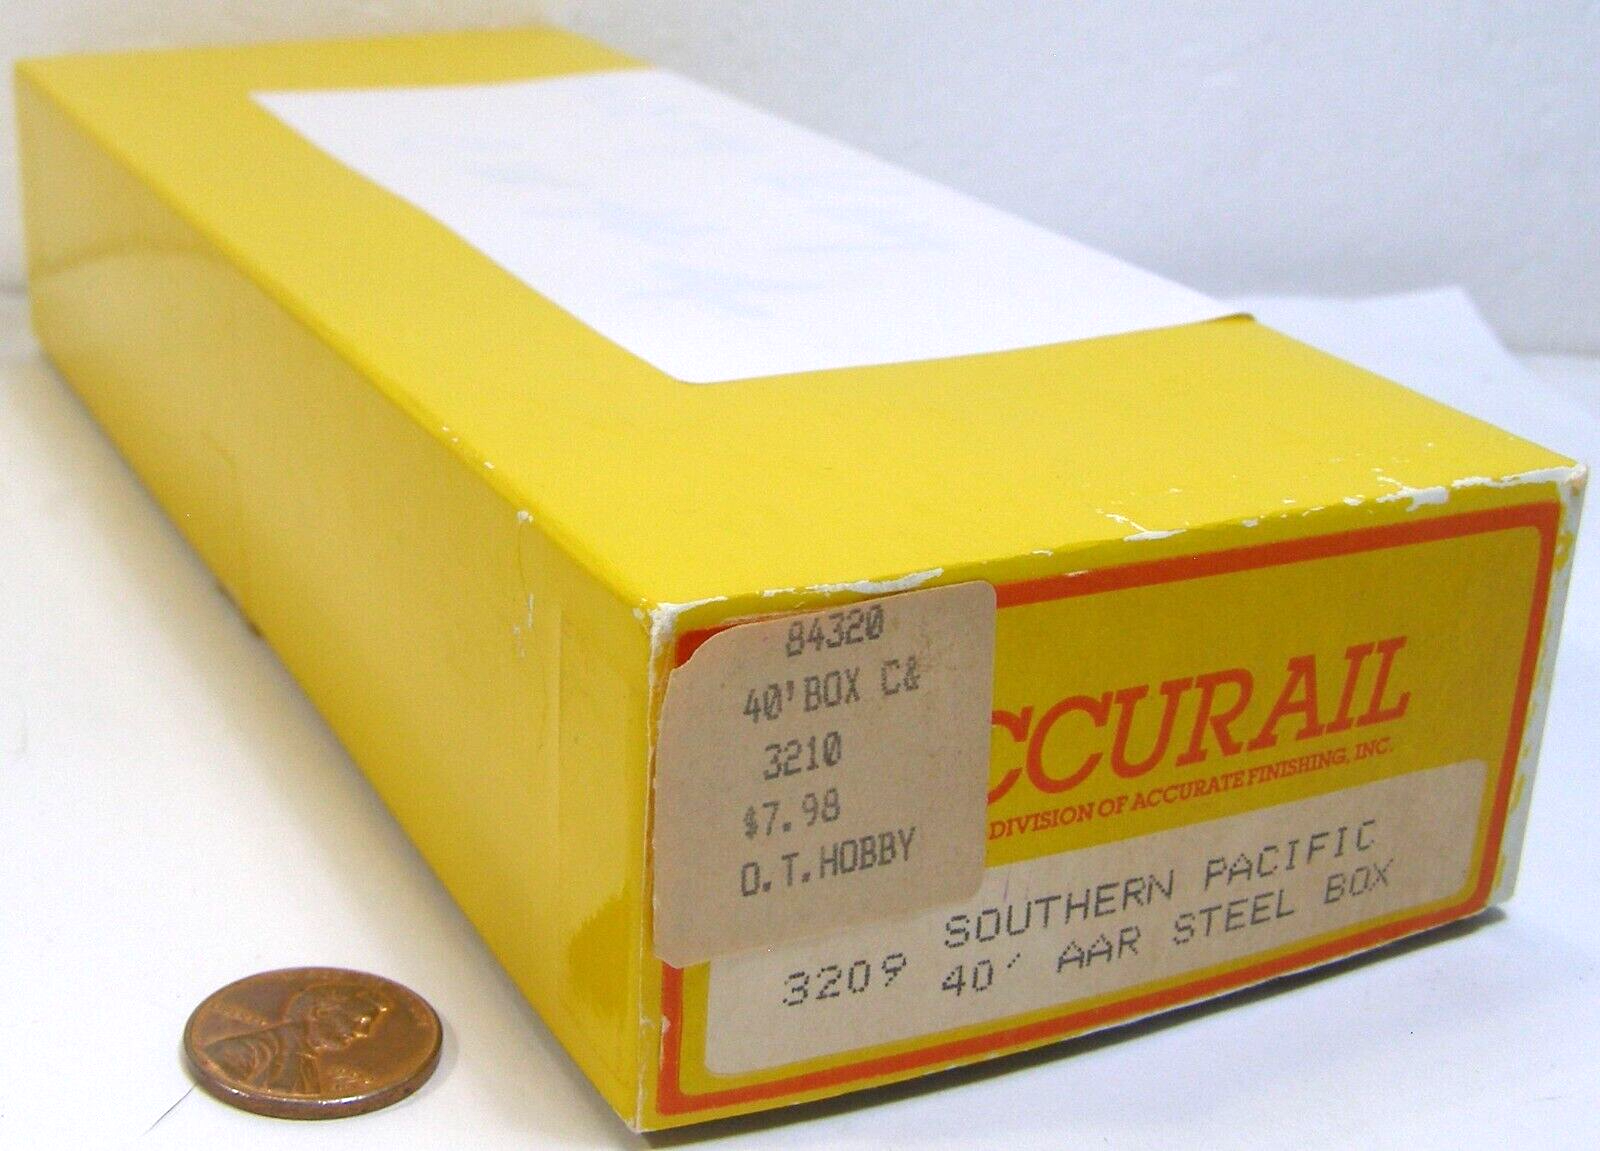 84320
40' BOX C&
3210
$7.98
O.T.HOBBY
CCURAIL
DIVISION OF ACCURATE FINISHING, INC.
SOUTHERN PACIFIC
3209 40' AAR STEEL BOX